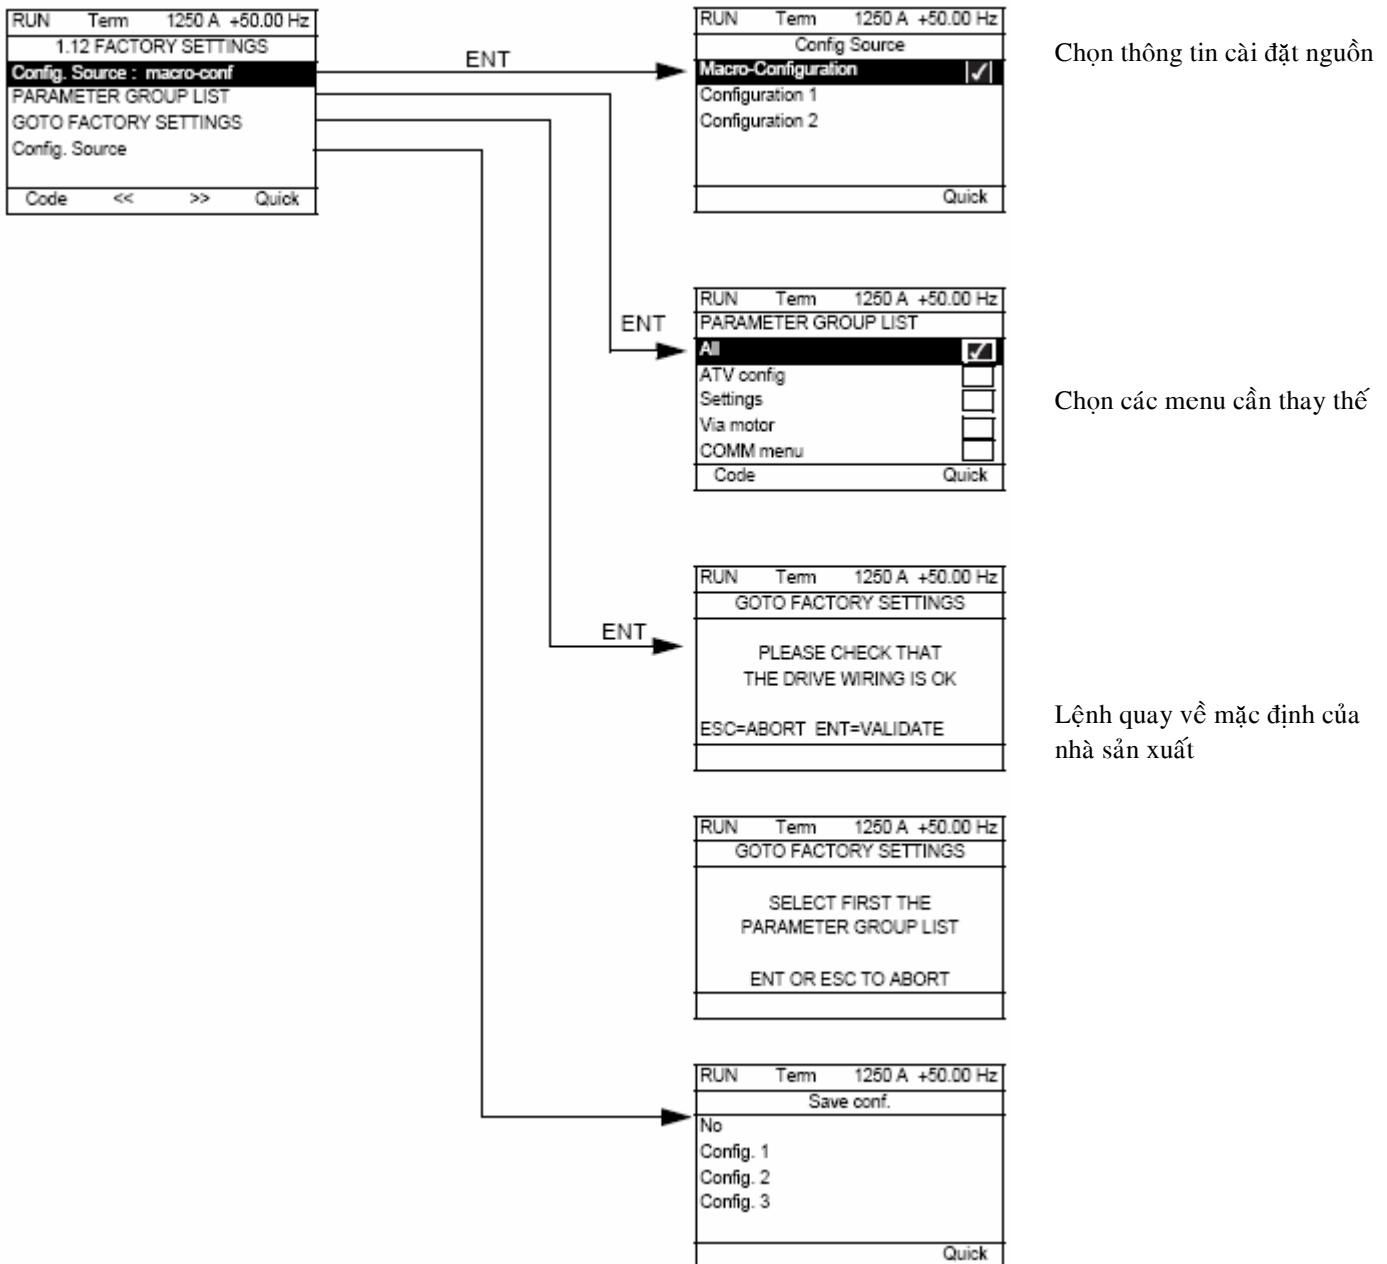 RUN Term 1250 A +50.00 Hz
1.12 FACTORY SETTINGS
Config. Source : macro-conf
PARAMETER GROUP LIST
GOTO FACTORY SETTINGS
Config. Source
Code << >> Quick
ENT
RUN Term 1250 A +50.00 Hz
Config Source
Macro-Configuration
Configuration 1
Configuration 2
Quick
Chọn thông tin cài đặt nguồn
ENT
RUN Term 1250 A +50.00 Hz
PARAMETER GROUP LIST
All
ATV config
Settings
Via motor
COMM menu
Code Quick
Chọn các menu cần thay thế
ENT
RUN Term 1250 A +50.00 Hz
GOTO FACTORY SETTINGS
PLEASE CHECK THAT
THE DRIVE WIRING IS OK
ESC=ABORT ENT=VALIDATE
Lệnh quay về mặc định của
nhà sản xuất
RUN Term 1250 A +50.00 Hz
GOTO FACTORY SETTINGS
SELECT FIRST THE
PARAMETER GROUP LIST
ENT OR ESC TO ABORT
RUN Term 1250 A +50.00 Hz
Save conf.
No
Config. 1
Config. 2
Config. 3
Quick